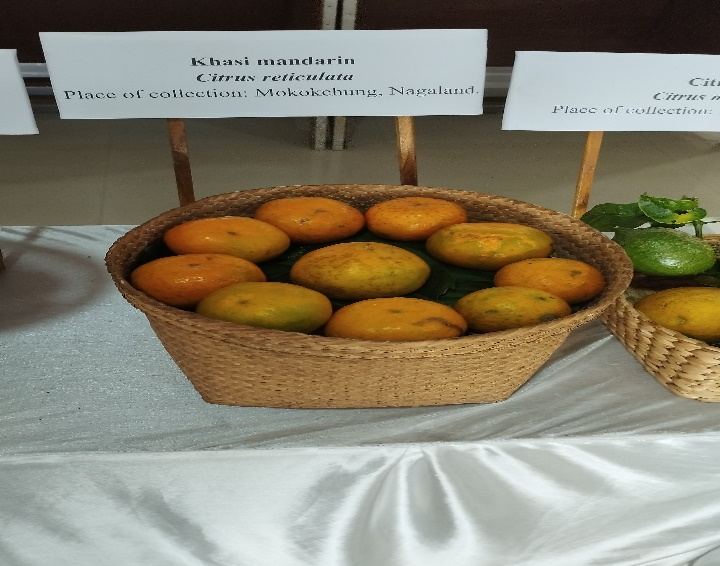 Khasi mandarin
Citrus reticulata
Place of collection: Mokokchung, Nagaland.
Citrus
Place of collection: